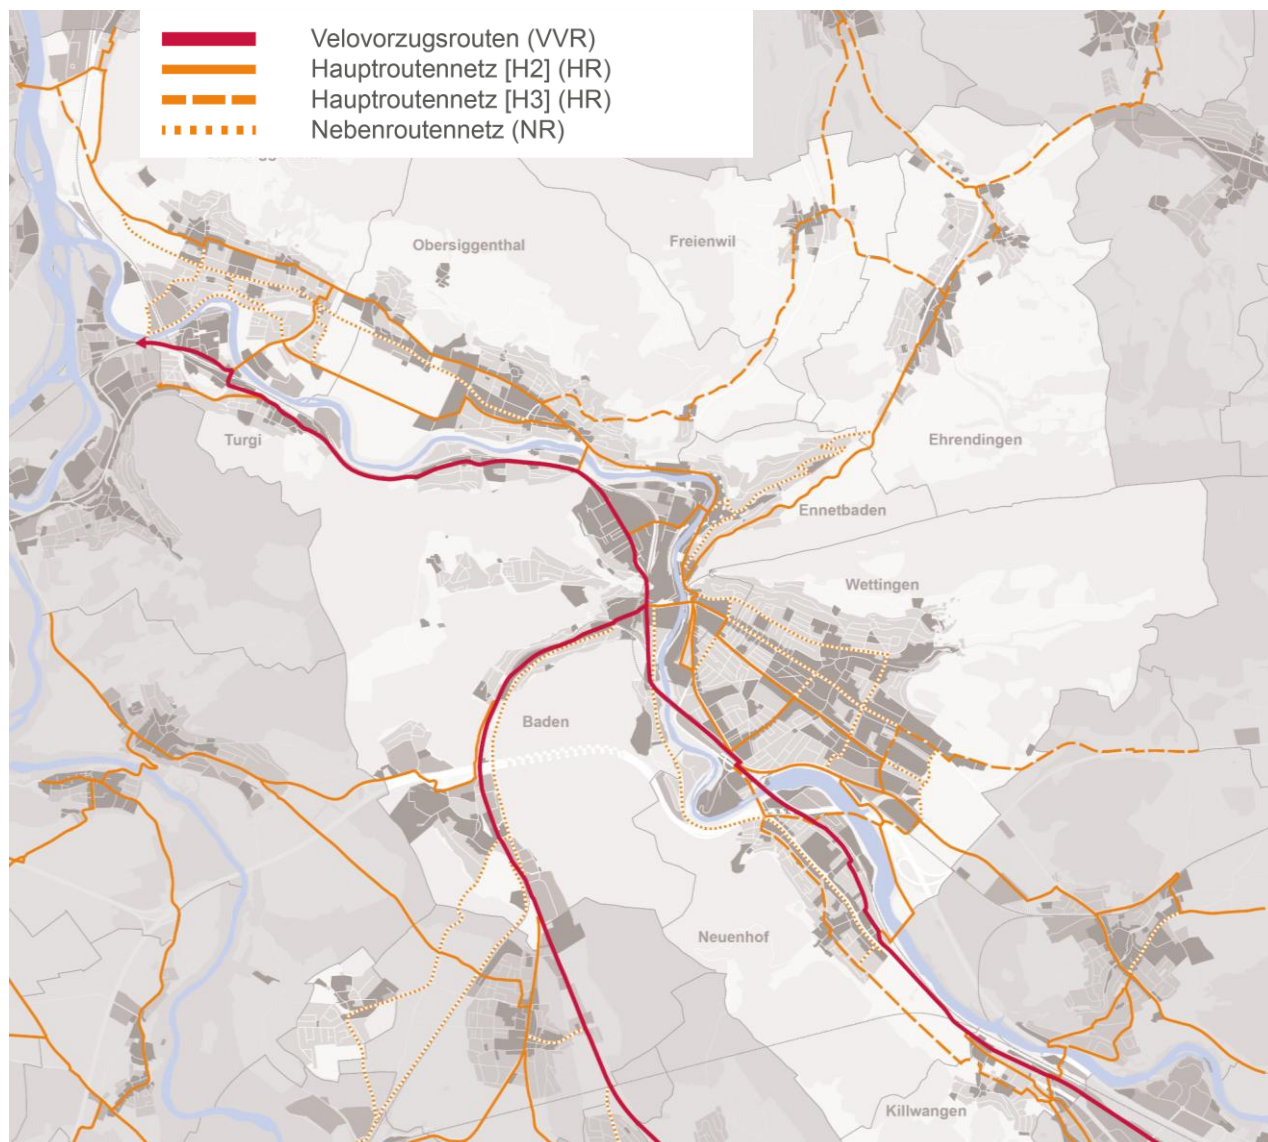 Velovorzugsrouten (VVR)
Hauptroutennetz [H2] (HR)
Hauptroutennetz [H3] (HR)
Nebenroutennetz (NR)
Obersiggenthal
Freienwil
Turgi
Ehrendingen
Ennetbaden
Wettingen
Baden
Neuenhof
Killwangen